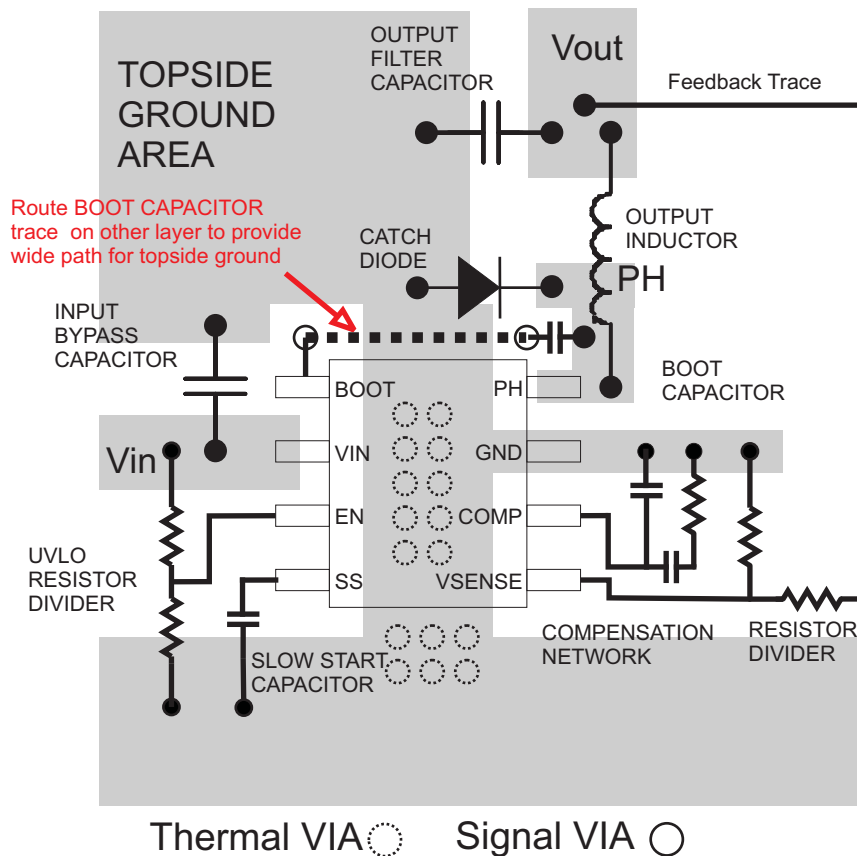 TOPSIDE
GROUND
AREA
OUTPUT
FILTER
CAPACITOR
Vout
Feedback Trace
Route BOOT CAPACITOR
trace on other layer to provide
wide path for topside ground
CATCH
DIODE
OUTPUT
INDUCTOR
PH
INPUT
BYPASS
CAPACITOR
BOOT
CAPACITOR
BOOT
PH
Vin
VIN
GND
EN
COMP
UVLO
RESISTOR
DIVIDER
SS
VSENSE
SLOW START
CAPACITOR
COMPENSATION
NETWORK
RESISTOR
DIVIDER
Thermal VIA
Signal VIA